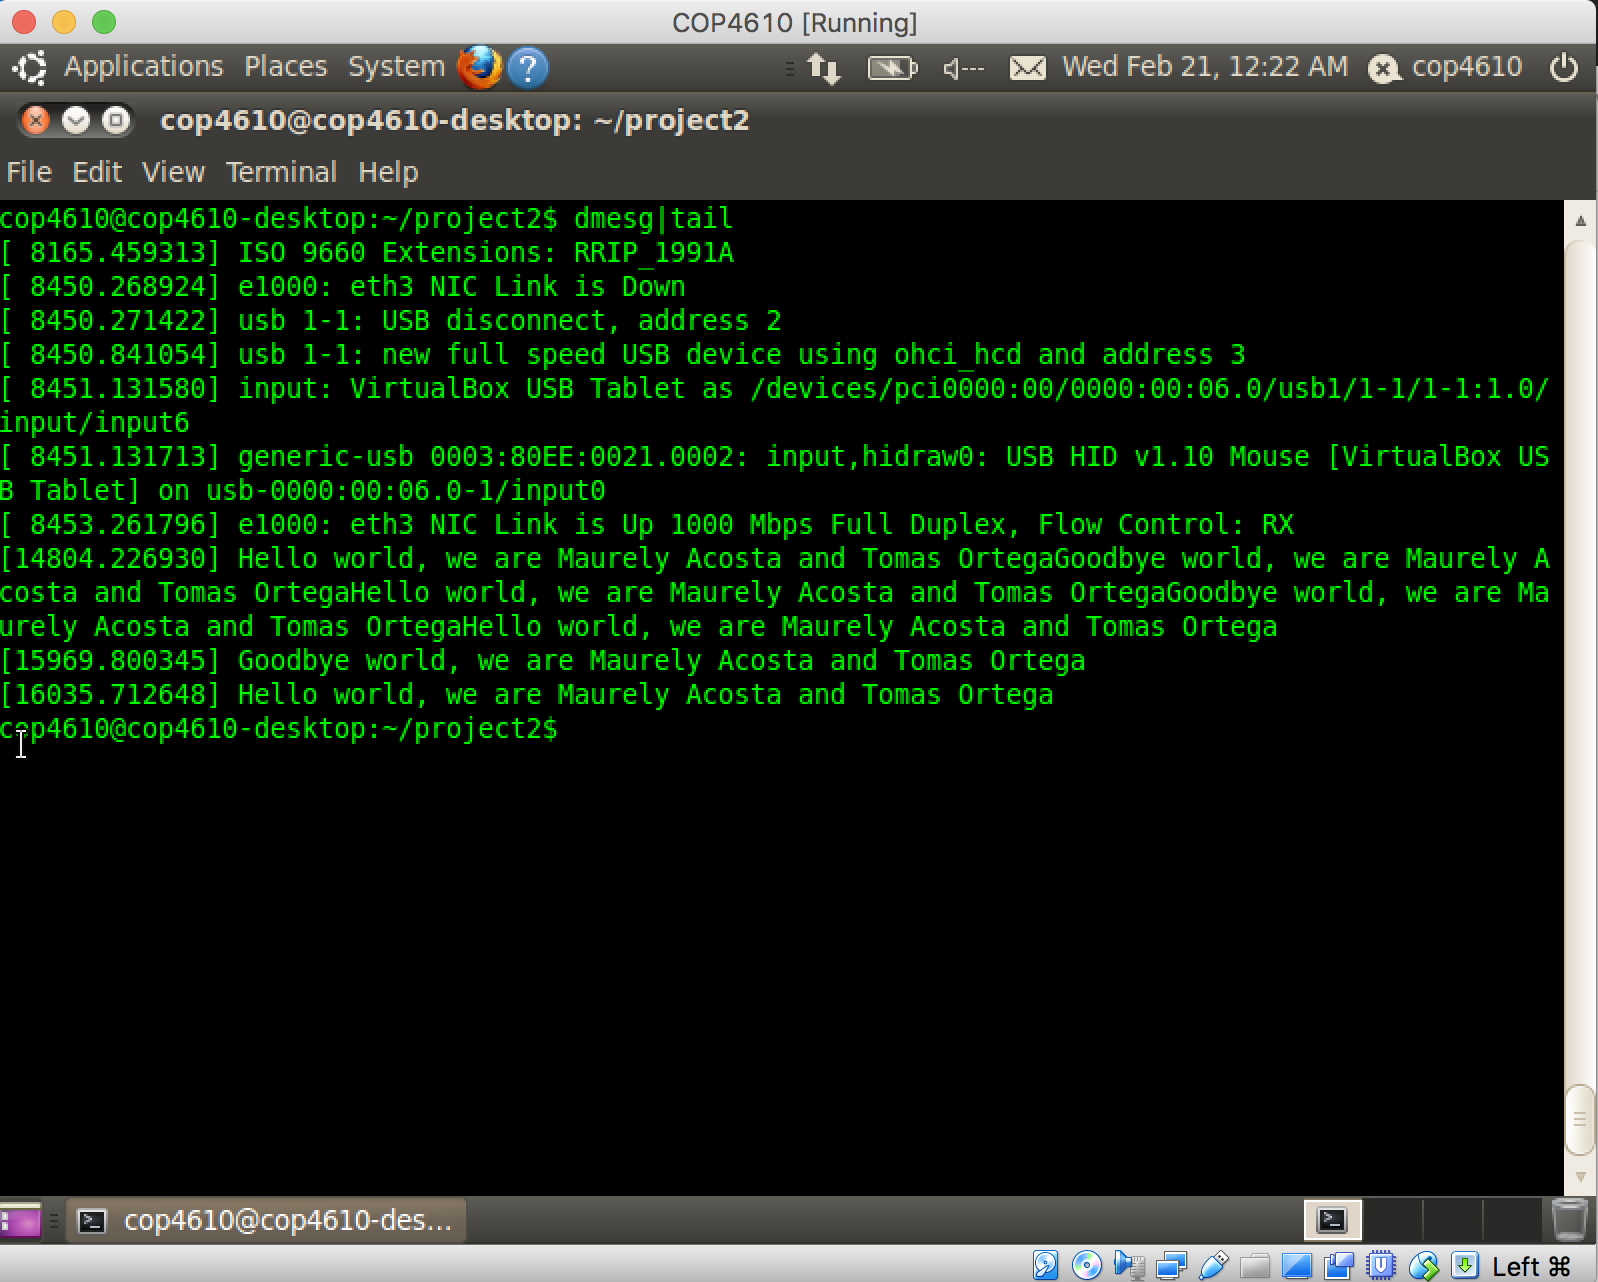 COP4610 [Running]
Applications Places System Wed Feb 21, 12:22 AM cop4610
cop4610@cop4610-desktop: ~/project2
File Edit View Terminal Help
cop4610@cop4610-desktop:~/project2$ dmesg|tail
[ 8165.459313] ISO 9660 Extensions: RRIP_1991A
[ 8450.268924] e1000: eth3 NIC Link is Down
[ 8450.271422] usb 1-1: USB disconnect, address 2
[ 8450.841054] usb 1-1: new full speed USB device using ohci_hcd and address 3
[ 8451.131580] input: VirtualBox USB Tablet as /devices/pci0000:00/0000:00:06.0/usb1/1-1/1-1:1.0/
input/input6
[ 8451.131713] generic-usb 0003:80EE:0021.0002: input,hidraw0: USB HID v1.10 Mouse [VirtualBox US
B Tablet] on usb-0000:00:06.0-1/input0
[ 8453.261796] e1000: eth3 NIC Link is Up 1000 Mbps Full Duplex, Flow Control: RX
[14804.226930] Hello world, we are Maurely Acosta and Tomas OrtegaGoodbye world, we are Maurely A
costa and Tomas OrtegaHello world, we are Maurely Acosta and Tomas OrtegaGoodbye world, we are Ma
urely Acosta and Tomas OrtegaHello world, we are Maurely Acosta and Tomas Ortega
[15969.800345] Goodbye world, we are Maurely Acosta and Tomas Ortega
[16035.712648] Hello world, we are Maurely Acosta and Tomas Ortega
cop4610@cop4610-desktop:~/project2$
cop4610@cop4610-des...
Left ⌘